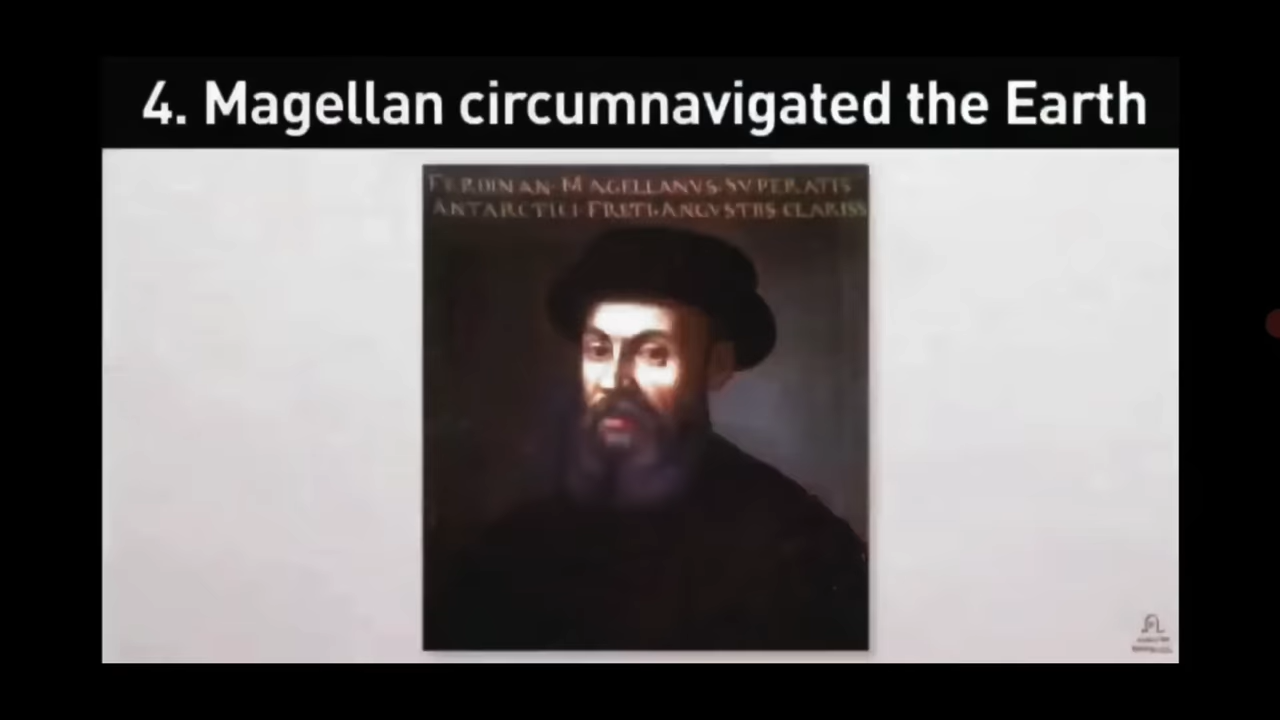 4. Magellan circumnavigated the Earth
FERDINAN· MAGELLANVS·SVPERATIS
ANTARCTICI·FRETI·ANGVSTIIS·CLARISS